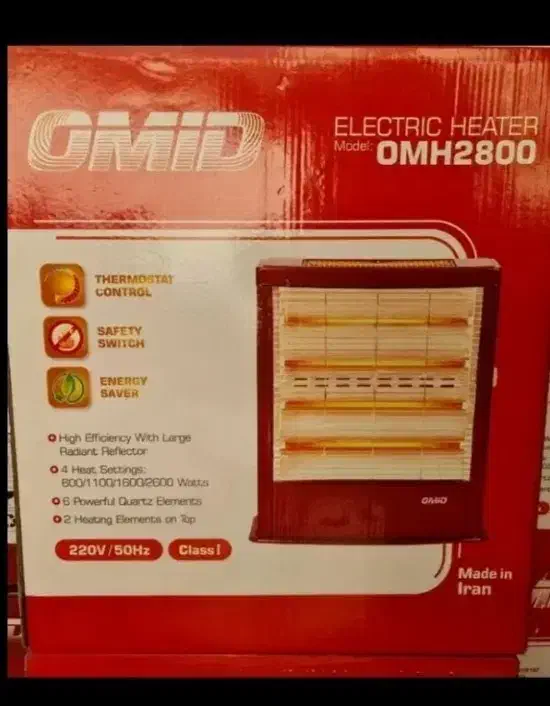 OMID
ELECTRIC HEATER
Model: OMH2800
THERMOSTAT
CONTROL
SAFETY
SWITCH
ENERGY
SAVER
High Efficiency With Large
Radiant Reflector
4 Heat Settings:
600/1100/1600/2600 Watts
6 Powerful Quartz Elements
2 Heating Elements on Top
220V/50Hz
Class I
OMID
Made in
Iran